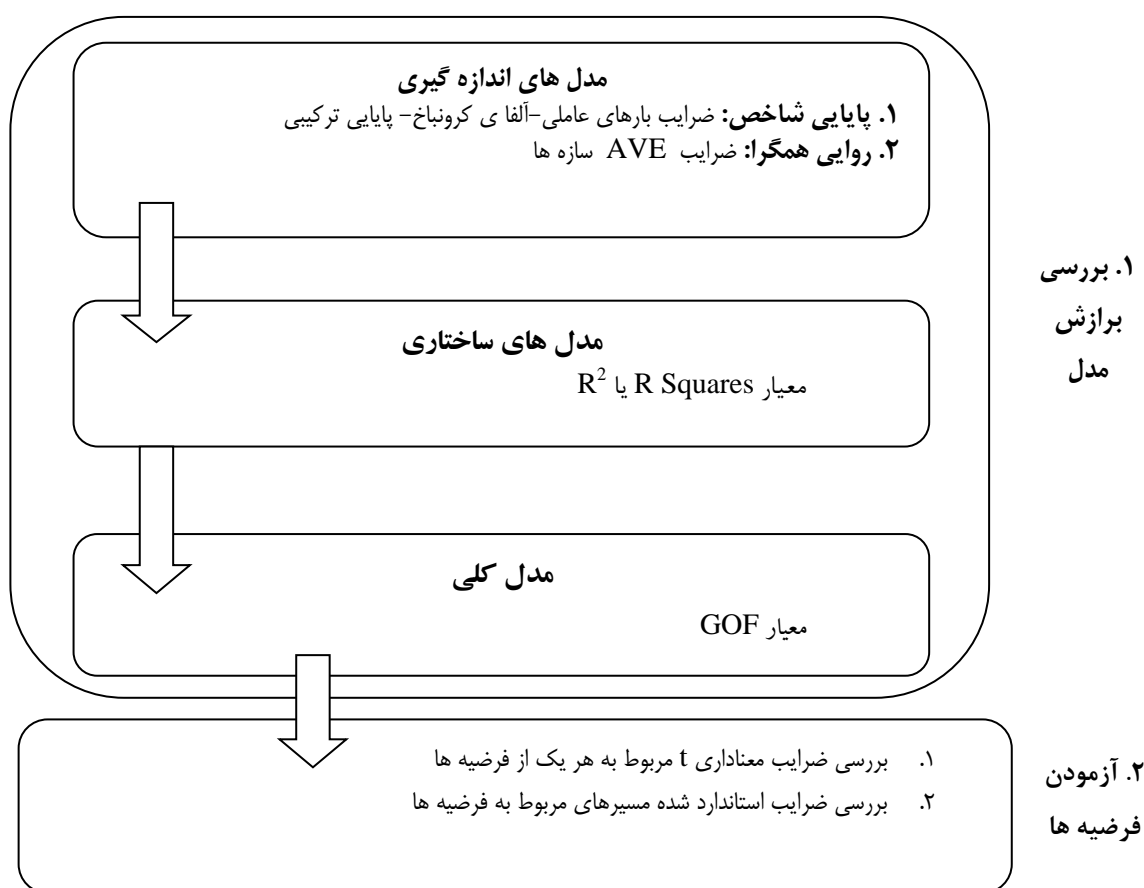 مدل های اندازه گیری
۱. پایایی شاخص: ضرایب بارهای عاملی-آلفا ی کرونباخ- پایایی ترکیبی
۲. روایی همگرا: ضرایب AVE سازه ها
۱. بررسی
برازش
مدل
مدل های ساختاری
معیار R Squares یا R²
مدل کلی
معیار GOF
۱. بررسی ضرایب معناداری t مربوط به هر یک از فرضیه ها
۲. بررسی ضرایب استاندارد شده مسیرهای مربوط به فرضیه ها
۲. آزمودن
فرضیه ها